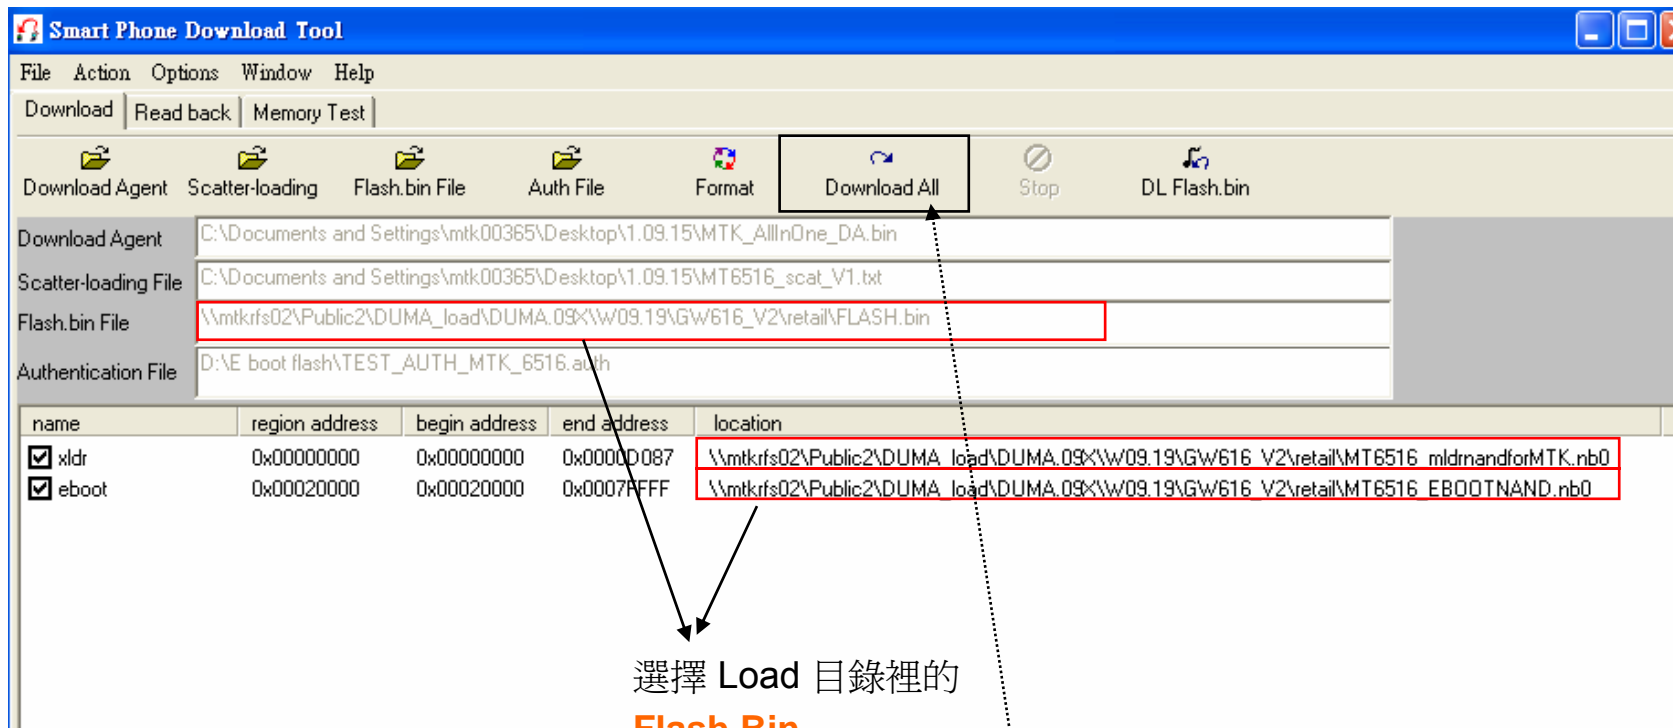 Smart Phone Download Tool
File Action Options Window Help
Download Read back Memory Test
Download Agent Scatter-loading Flash.bin File Auth File Format Download All Stop DL Flash.bin
Download Agent C:\Documents and Settings\mtk00365\Desktop\1.09.15\MTK_AllInOne_DA.bin
Scatter-loading File C:\Documents and Settings\mtk00365\Desktop\1.09.15\MT6516_scat_V1.txt
Flash.bin File \\mtkrfs02\Public2\DUMA_load\DUMA.09X\W09.19\GW616_V2\retail\FLASH.bin
Authentication File D:\E boot flash\TEST_AUTH_MTK_6516.auth
name region address begin address end address location
xldr 0x00000000 0x00000000 0x0000D087 \\mtkrfs02\Public2\DUMA_load\DUMA.09X\W09.19\GW616_V2\retail\MT6516_mldrnandforMTK.nb0
eboot 0x00020000 0x00020000 0x0007FFFF \\mtkrfs02\Public2\DUMA_load\DUMA.09X\W09.19\GW616_V2\retail\MT6516_EBOOTNAND.nb0
選擇 Load 目錄裡的
Flash.Bin